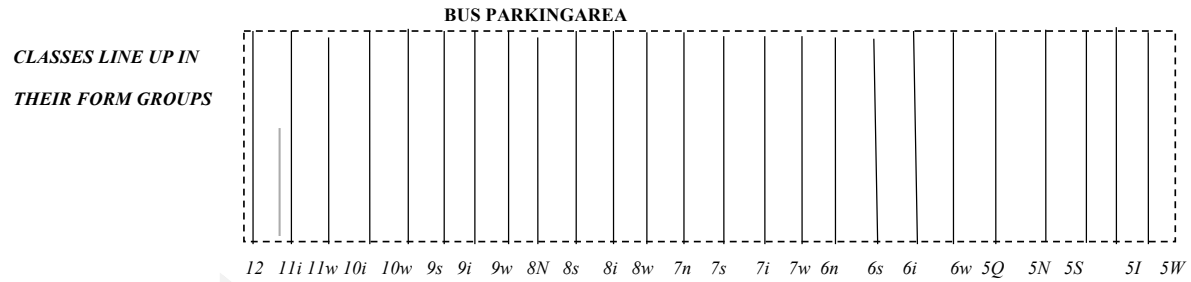 BUS PARKINGAREA
CLASSES LINE UP IN
THEIR FORM GROUPS
12 11i 11w 10i 10w 9s 9i 9w 8N 8s 8i 8w 7n 7s 7i 7w 6n 6s 6i 6w 5Q 5N 5S 5I 5W